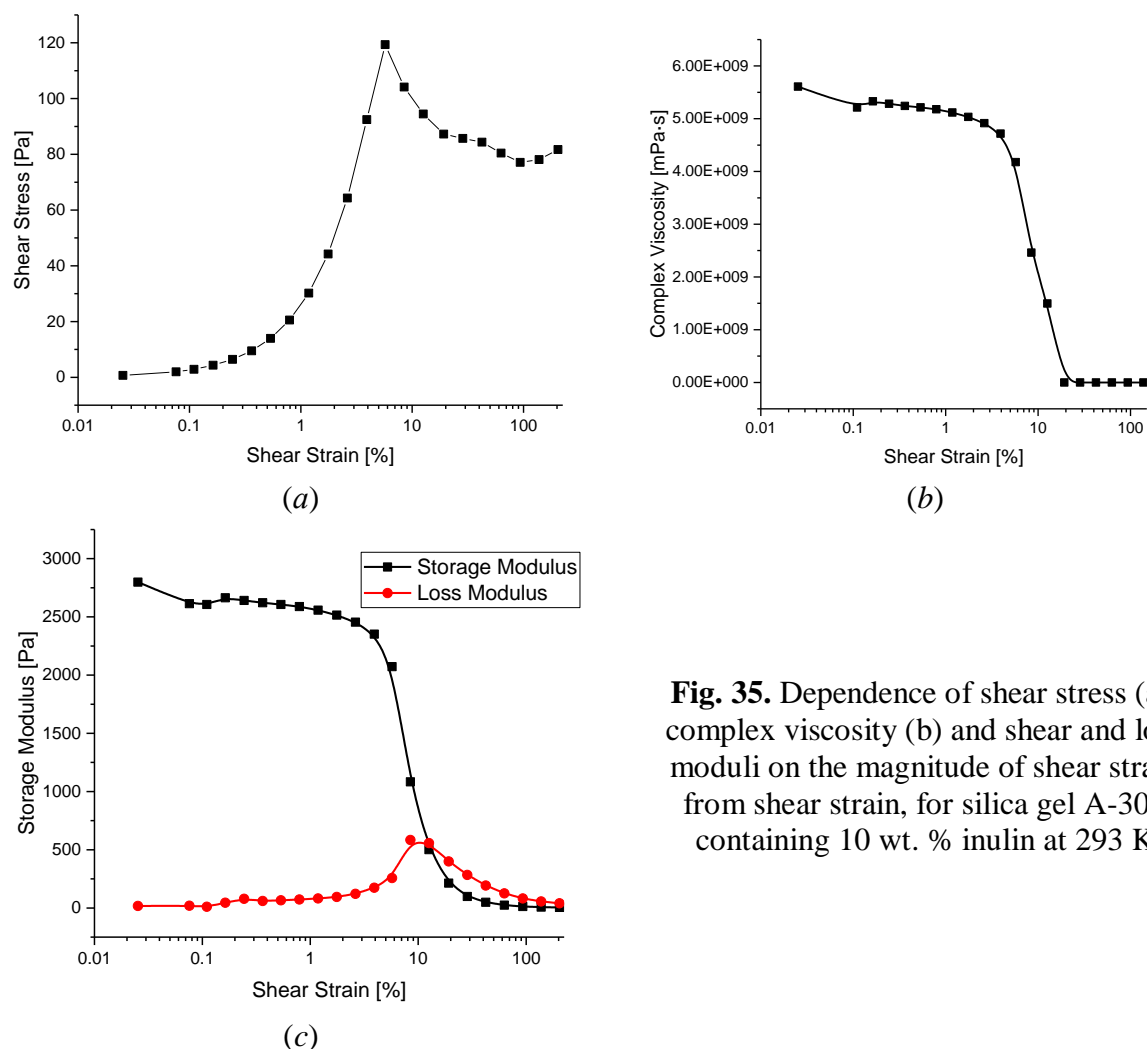 120
100
80
60
40
20
0
Shear Stress [Pa]
0.01 0.1 1 10 100
Shear Strain [%]
(a)
6.00E+009
5.00E+009
4.00E+009
3.00E+009
2.00E+009
1.00E+009
0.00E+000
Complex Viscosity [mPa·s]
0.01 0.1 1 10 100
Shear Strain [%]
(b)
3000
2500
2000
1500
1000
500
0
Storage Modulus [Pa]
Storage Modulus
Loss Modulus
0.01 0.1 1 10 100
Shear Strain [%]
(c)
Fig. 35. Dependence of shear stress
complex viscosity (b) and shear and
moduli on the magnitude of shear
from shear strain, for silica gel
containing 10 wt. % inulin at 293 K